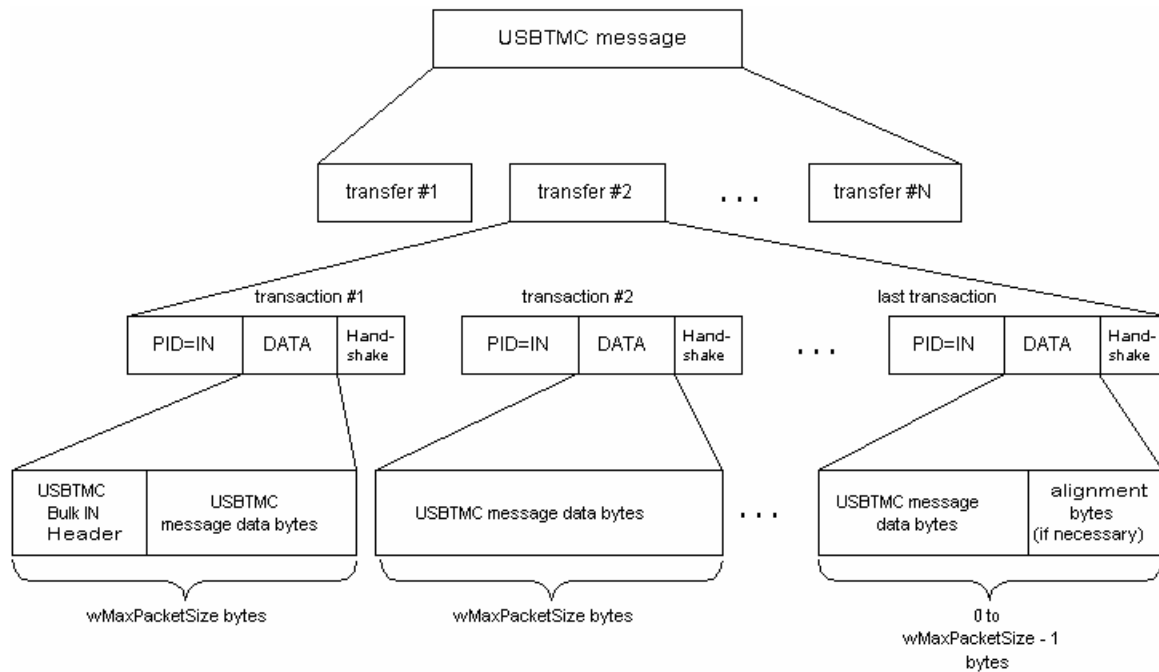 USBTMC message
transfer #1
transfer #2
...
transfer #N
transaction #1
transaction #2
last transaction
PID=IN
DATA
Hand-
shake
PID=IN
DATA
Hand-
shake
...
PID=IN
DATA
Hand-
shake
USBTMC
Bulk IN
Header
USBTMC
message data bytes
USBTMC message data bytes
...
USBTMC message
data bytes
alignment
bytes
(if necessary)
wMaxPacketSize bytes
wMaxPacketSize bytes
0 to
wMaxPacketSize - 1
bytes